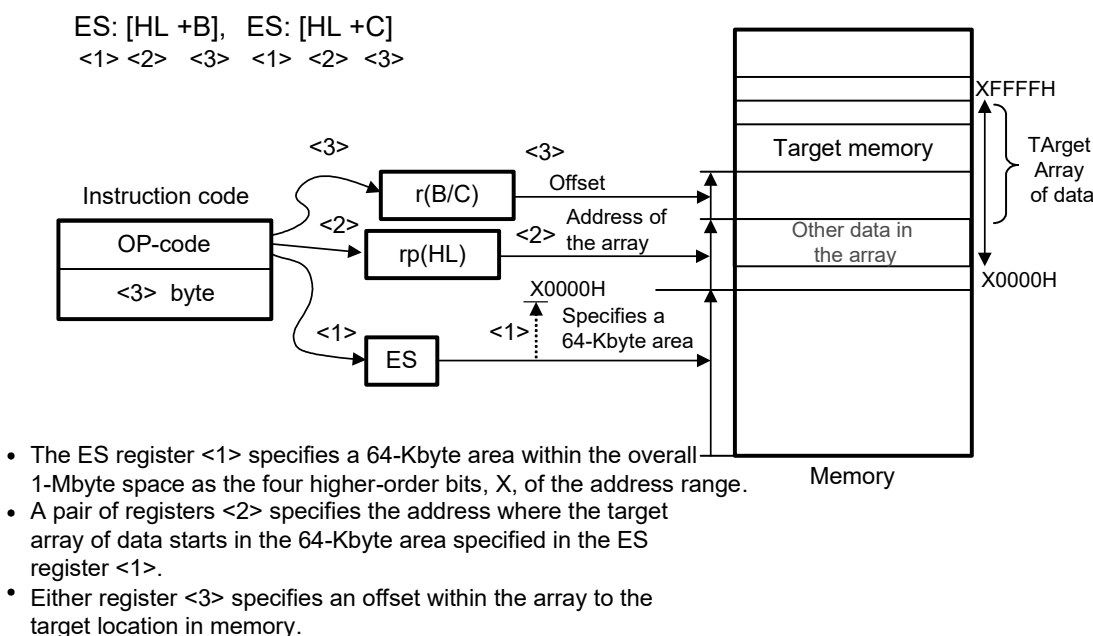 ES: [HL +B],   ES: [HL +C]
<1> <2>   <3>   <1>   <2>   <3>
XFFFFH
<3>
<3>
Target memory
TArget
Array
of data
Instruction code
r(B/C)
Offset
OP-code
<2>
rp(HL)
<2>
Address of
the array
Other data in
the array
<3>  byte
X0000H
X0000H
<1>
ES
<1>
Specifies a
64-Kbyte area
Memory
• The ES register <1> specifies a 64-Kbyte area within the overall
1-Mbyte space as the four higher-order bits, X, of the address range.
• A pair of registers <2> specifies the address where the target
array of data starts in the 64-Kbyte area specified in the ES
register <1>.
• Either register <3> specifies an offset within the array to the
target location in memory.